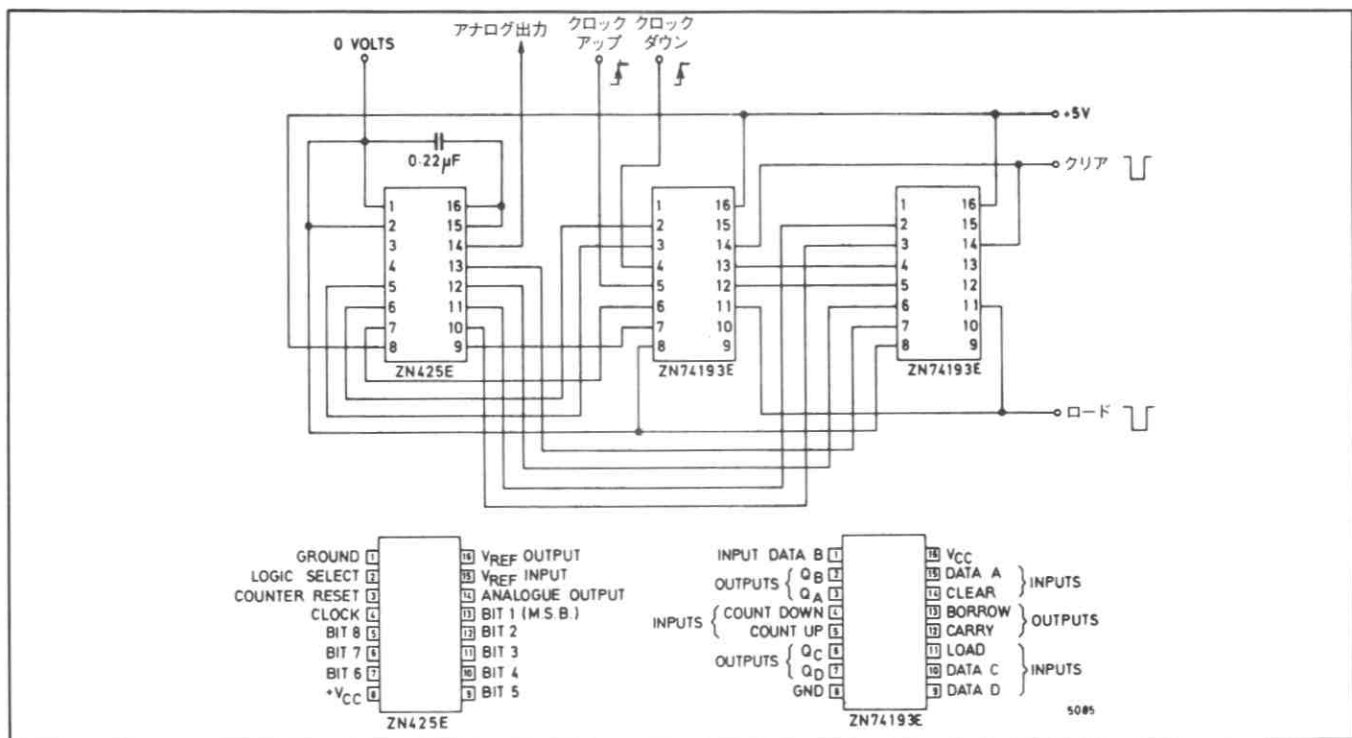 0 VOLTS
アナログ出力
クロック
アップ
クロック
ダウン
+5V
0.22µF
クリア
1 16
2 15
3 14
4 13
5 12
6 11
7 10
8 9
ZN425E
1 16
2 15
3 14
4 13
5 12
6 11
7 10
8 9
ZN74193E
1 16
2 15
3 14
4 13
5 12
6 11
7 10
8 9
ZN74193E
ロード
GROUND 1 16 VREF OUTPUT
LOGIC SELECT 2 15 VREF INPUT
COUNTER RESET 3 14 ANALOGUE OUTPUT
CLOCK 4 13 BIT 1 (M.S.B.)
BIT 8 5 12 BIT 2
BIT 7 6 11 BIT 3
BIT 6 7 10 BIT 4
+VCC 8 9 BIT 5
ZN425E
INPUT DATA B 1 16 VCC
OUTPUTS { QB 2 15 DATA A } INPUTS
QA 3 14 CLEAR
INPUTS { COUNT DOWN 4 13 BORROW } OUTPUTS
COUNT UP 5 12 CARRY
OUTPUTS { QC 6 11 LOAD } INPUTS
QD 7 10 DATA C
GND 8 9 DATA D
ZN74193E
5085